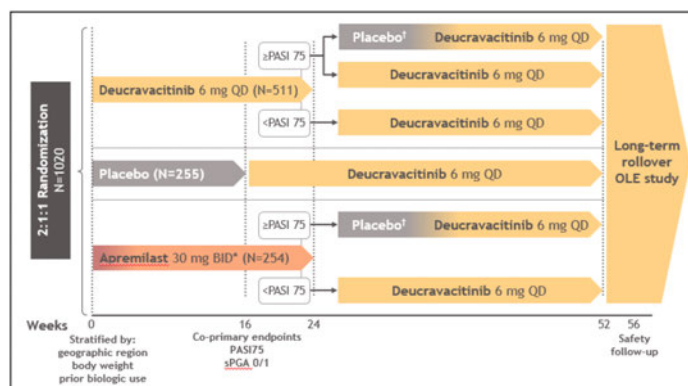 2:1:1 Randomization
N=1020
Deucravacitinib 6 mg QD (N=511)
≥PASI 75
<PASI 75
Placebo† Deucravacitinib 6 mg QD
Deucravacitinib 6 mg QD
Deucravacitinib 6 mg QD
Placebo (N=255)
Deucravacitinib 6 mg QD
Apremilast 30 mg BID* (N=254)
≥PASI 75
<PASI 75
Placebo† Deucravacitinib 6 mg QD
Deucravacitinib 6 mg QD
Long-term
rollover
OLE study
Weeks 0 16 24 52 56
Stratified by:
geographic region
body weight
prior biologic use
Co-primary endpoints
PASI75
sPGA 0/1
Safety
follow-up